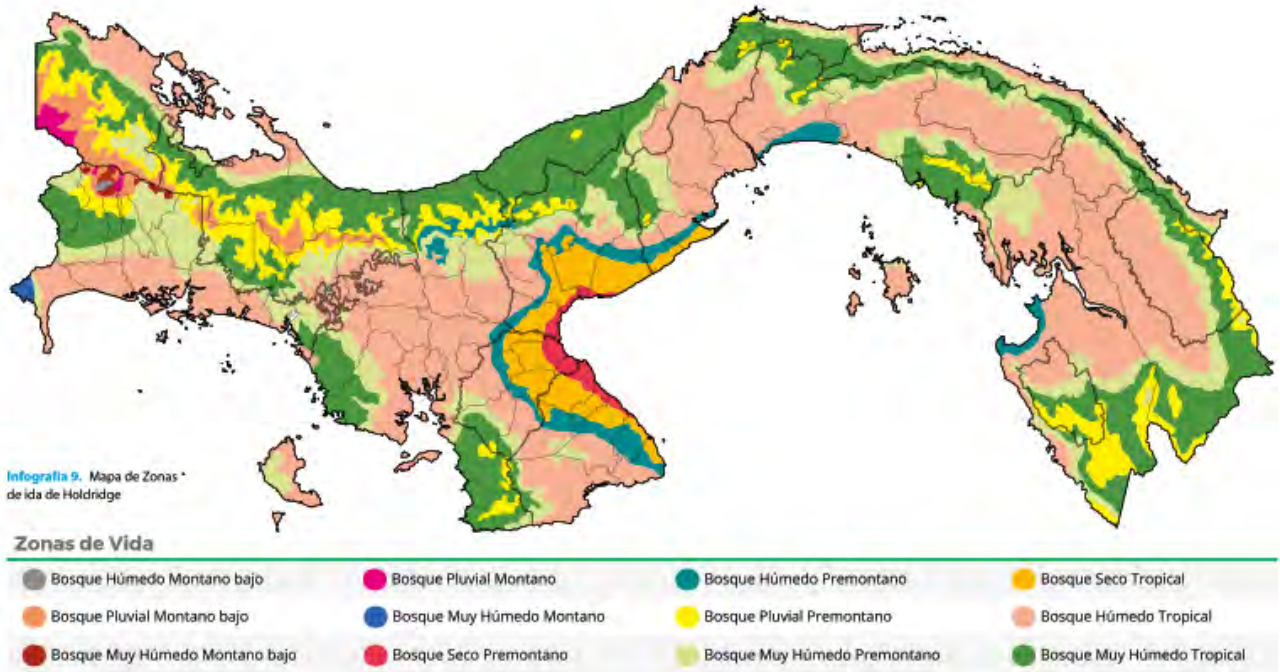 Infografía 9. Mapa de Zonas
de ida de Holdridge
Zonas de Vida
Bosque Húmedo Montano bajo
Bosque Pluvial Montano
Bosque Húmedo Premontano
Bosque Seco Tropical
Bosque Pluvial Montano bajo
Bosque Muy Húmedo Montano
Bosque Pluvial Premontano
Bosque Húmedo Tropical
Bosque Muy Húmedo Montano bajo
Bosque Seco Premontano
Bosque Muy Húmedo Premontano
Bosque Muy Húmedo Tropical